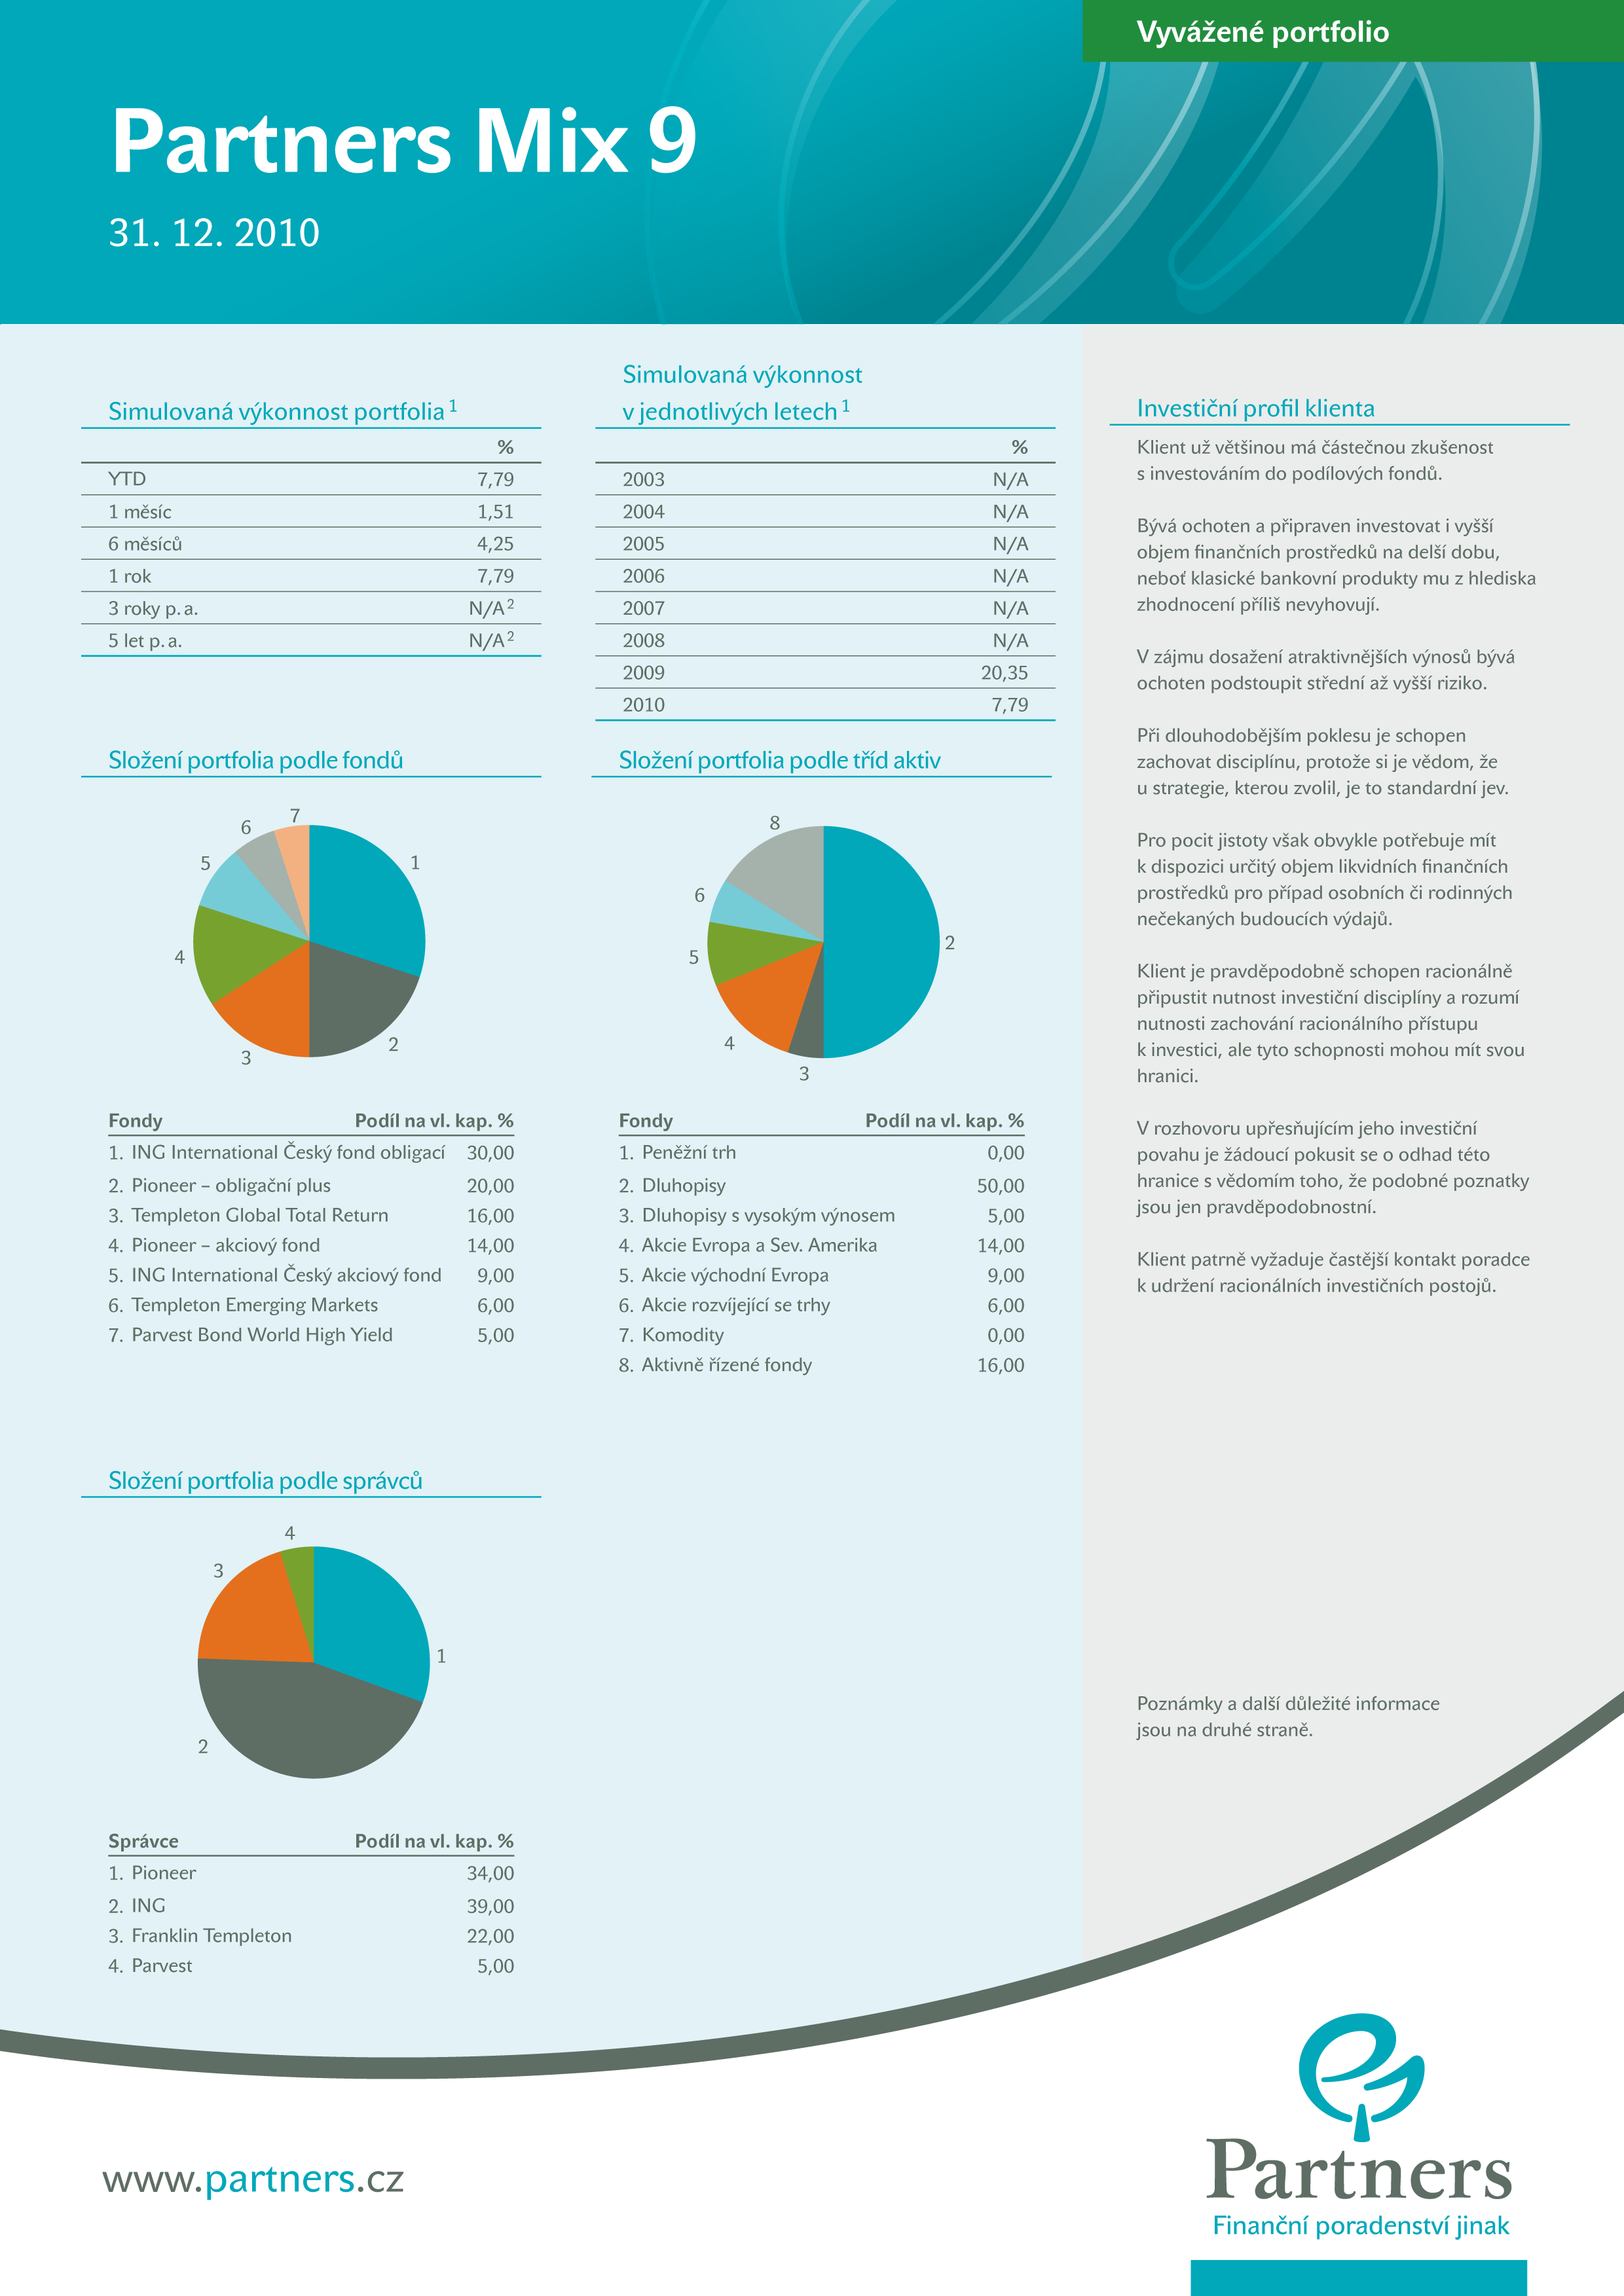 Vyvážené portfolio
Partners Mix 9
31. 12. 2010
Simulovaná výkonnost portfolia 1
%
YTD 7,79
1 měsíc 1,51
6 měsíců 4,25
1 rok 7,79
3 roky p. a. N/A 2
5 let p. a. N/A 2
Simulovaná výkonnost
v jednotlivých letech 1
%
2003 N/A
2004 N/A
2005 N/A
2006 N/A
2007 N/A
2008 N/A
2009 20,35
2010 7,79
Složení portfolia podle fondů
7
6
1
5
4
2
3
Fondy Podíl na vl. kap. %
1. ING International Český fond obligací 30,00
2. Pioneer – obligační plus 20,00
3. Templeton Global Total Return 16,00
4. Pioneer – akciový fond 14,00
5. ING International Český akciový fond 9,00
6. Templeton Emerging Markets 6,00
7. Parvest Bond World High Yield 5,00
Složení portfolia podle tříd aktiv
8
6
2
5
4
3
Fondy Podíl na vl. kap. %
1. Peněžní trh 0,00
2. Dluhopisy 50,00
3. Dluhopisy s vysokým výnosem 5,00
4. Akcie Evropa a Sev. Amerika 14,00
5. Akcie východní Evropa 9,00
6. Akcie rozvíjející se trhy 6,00
7. Komodity 0,00
8. Aktivně řízené fondy 16,00
Složení portfolia podle správců
4
3
1
2
Správce Podíl na vl. kap. %
1. Pioneer 34,00
2. ING 39,00
3. Franklin Templeton 22,00
4. Parvest 5,00
Investiční profil klienta
Klient už většinou má částečnou zkušenost
s investováním do podílových fondů.
Bývá ochoten a připraven investovat i vyšší
objem finančních prostředků na delší dobu,
neboť klasické bankovní produkty mu z hlediska
zhodnocení příliš nevyhovují.
V zájmu dosažení atraktivnějších výnosů bývá
ochoten podstoupit střední až vyšší riziko.
Při dlouhodobějším poklesu je schopen
zachovat disciplínu, protože si je vědom, že
u strategie, kterou zvolil, je to standardní jev.
Pro pocit jistoty však obvykle potřebuje mít
k dispozici určitý objem likvidních finančních
prostředků pro případ osobních či rodinných
nečekaných budoucích výdajů.
Klient je pravděpodobně schopen racionálně
připustit nutnost investiční disciplíny a rozumí
nutnosti zachování racionálního přístupu
k investici, ale tyto schopnosti mohou mít svou
hranici.
V rozhovoru upřesňujícím jeho investiční
povahu je žádoucí pokusit se o odhad této
hranice s vědomím toho, že podobné poznatky
jsou jen pravděpodobnostní.
Klient patrně vyžaduje častější kontakt poradce
k udržení racionálních investičních postojů.
Poznámky a další důležité informace
jsou na druhé straně.
www.partners.cz
Partners
Finanční poradenství jinak